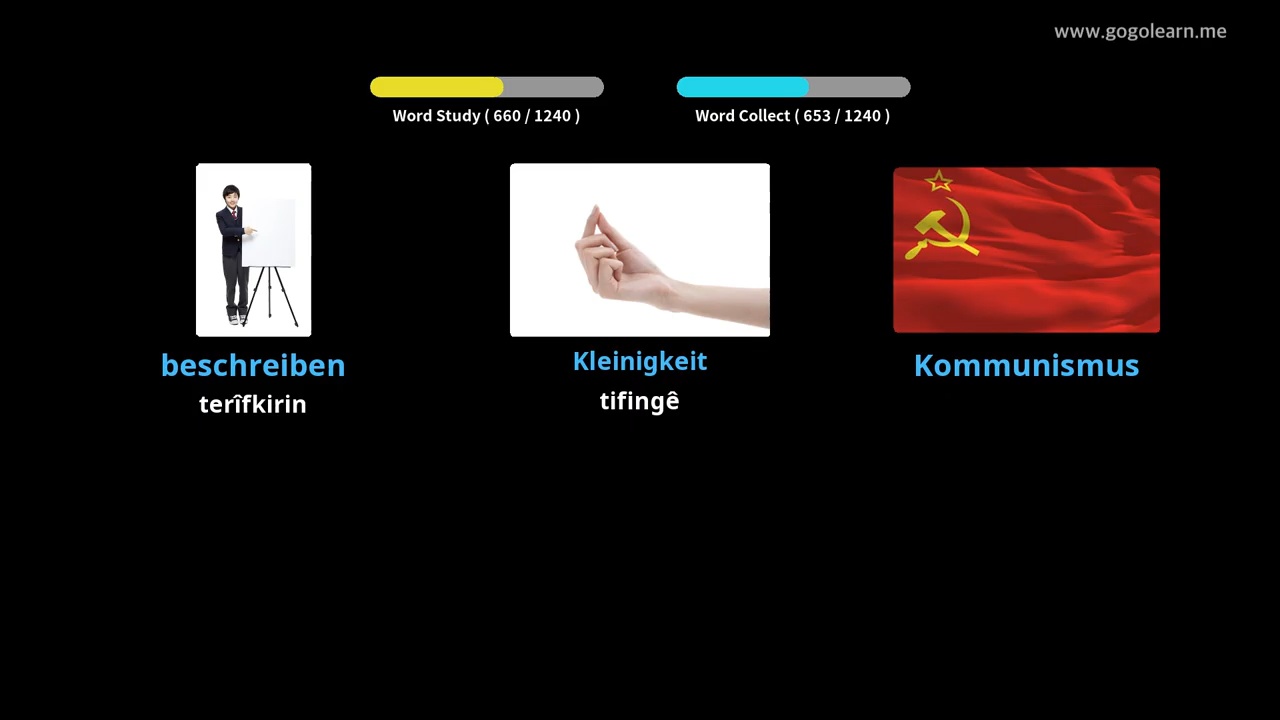 www.gogolearn.me
Word Study ( 660 / 1240 )
Word Collect ( 653 / 1240 )
beschreiben
terîfkirin
Kleinigkeit
tifingê
Kommunismus